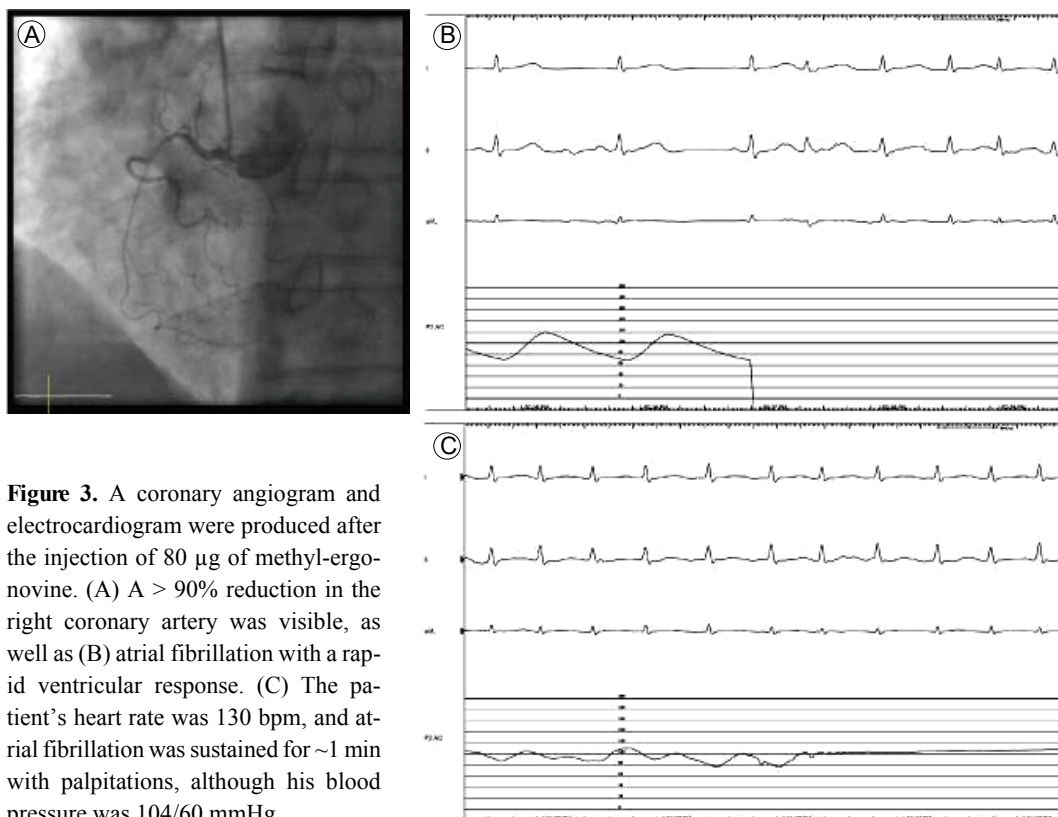 A
B
C
Figure 3. A coronary angiogram and
electrocardiogram were produced after
the injection of 80 µg of methyl-ergo-
novine. (A) A > 90% reduction in the
right coronary artery was visible, as
well as (B) atrial fibrillation with a rap-
id ventricular response. (C) The pa-
tient’s heart rate was 130 bpm, and at-
rial fibrillation was sustained for ~1 min
with palpitations, although his blood
pressure was 104/60 mmHg.